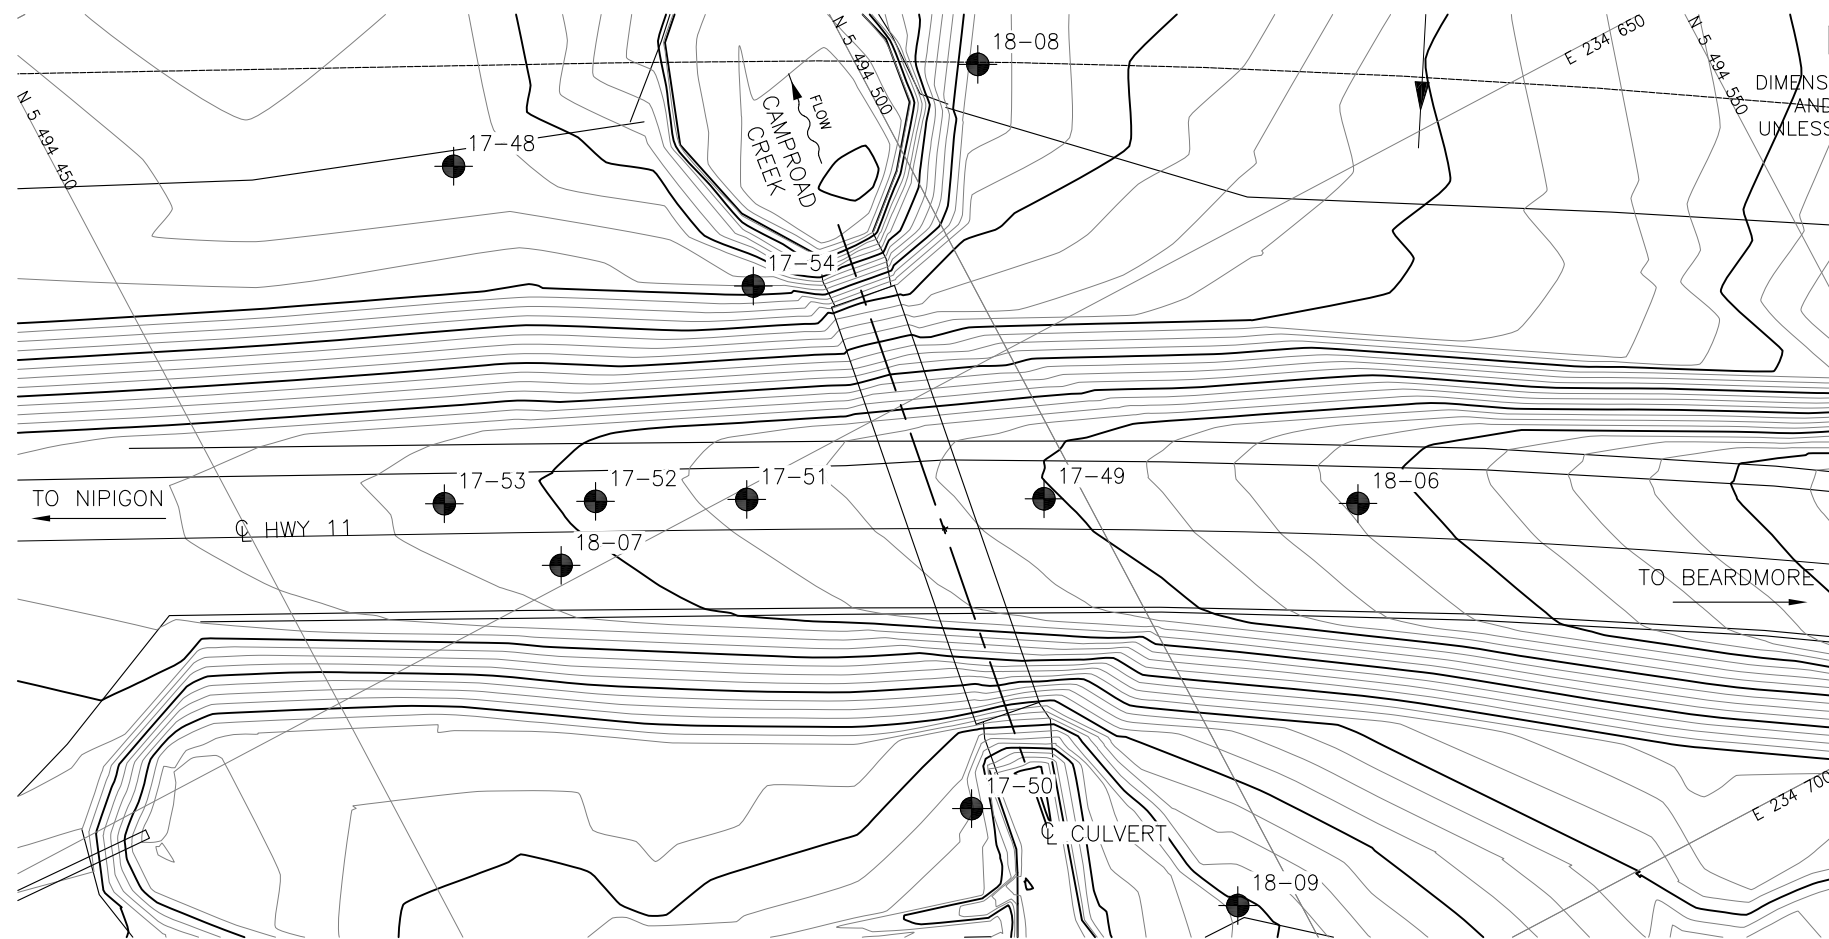 18-08
N 5 494 500
E 234 650
N 5 494 550
DIMENS
AND
UNLESS
N 5 494 450
FLOW
CAMPROAD
CREEK
17-48
17-54
17-53
17-52
17-51
17-49
18-06
TO NIPIGON
℄ HWY 11
18-07
TO BEARDMORE
17-50
E 234 700
℄ CULVERT
18-09